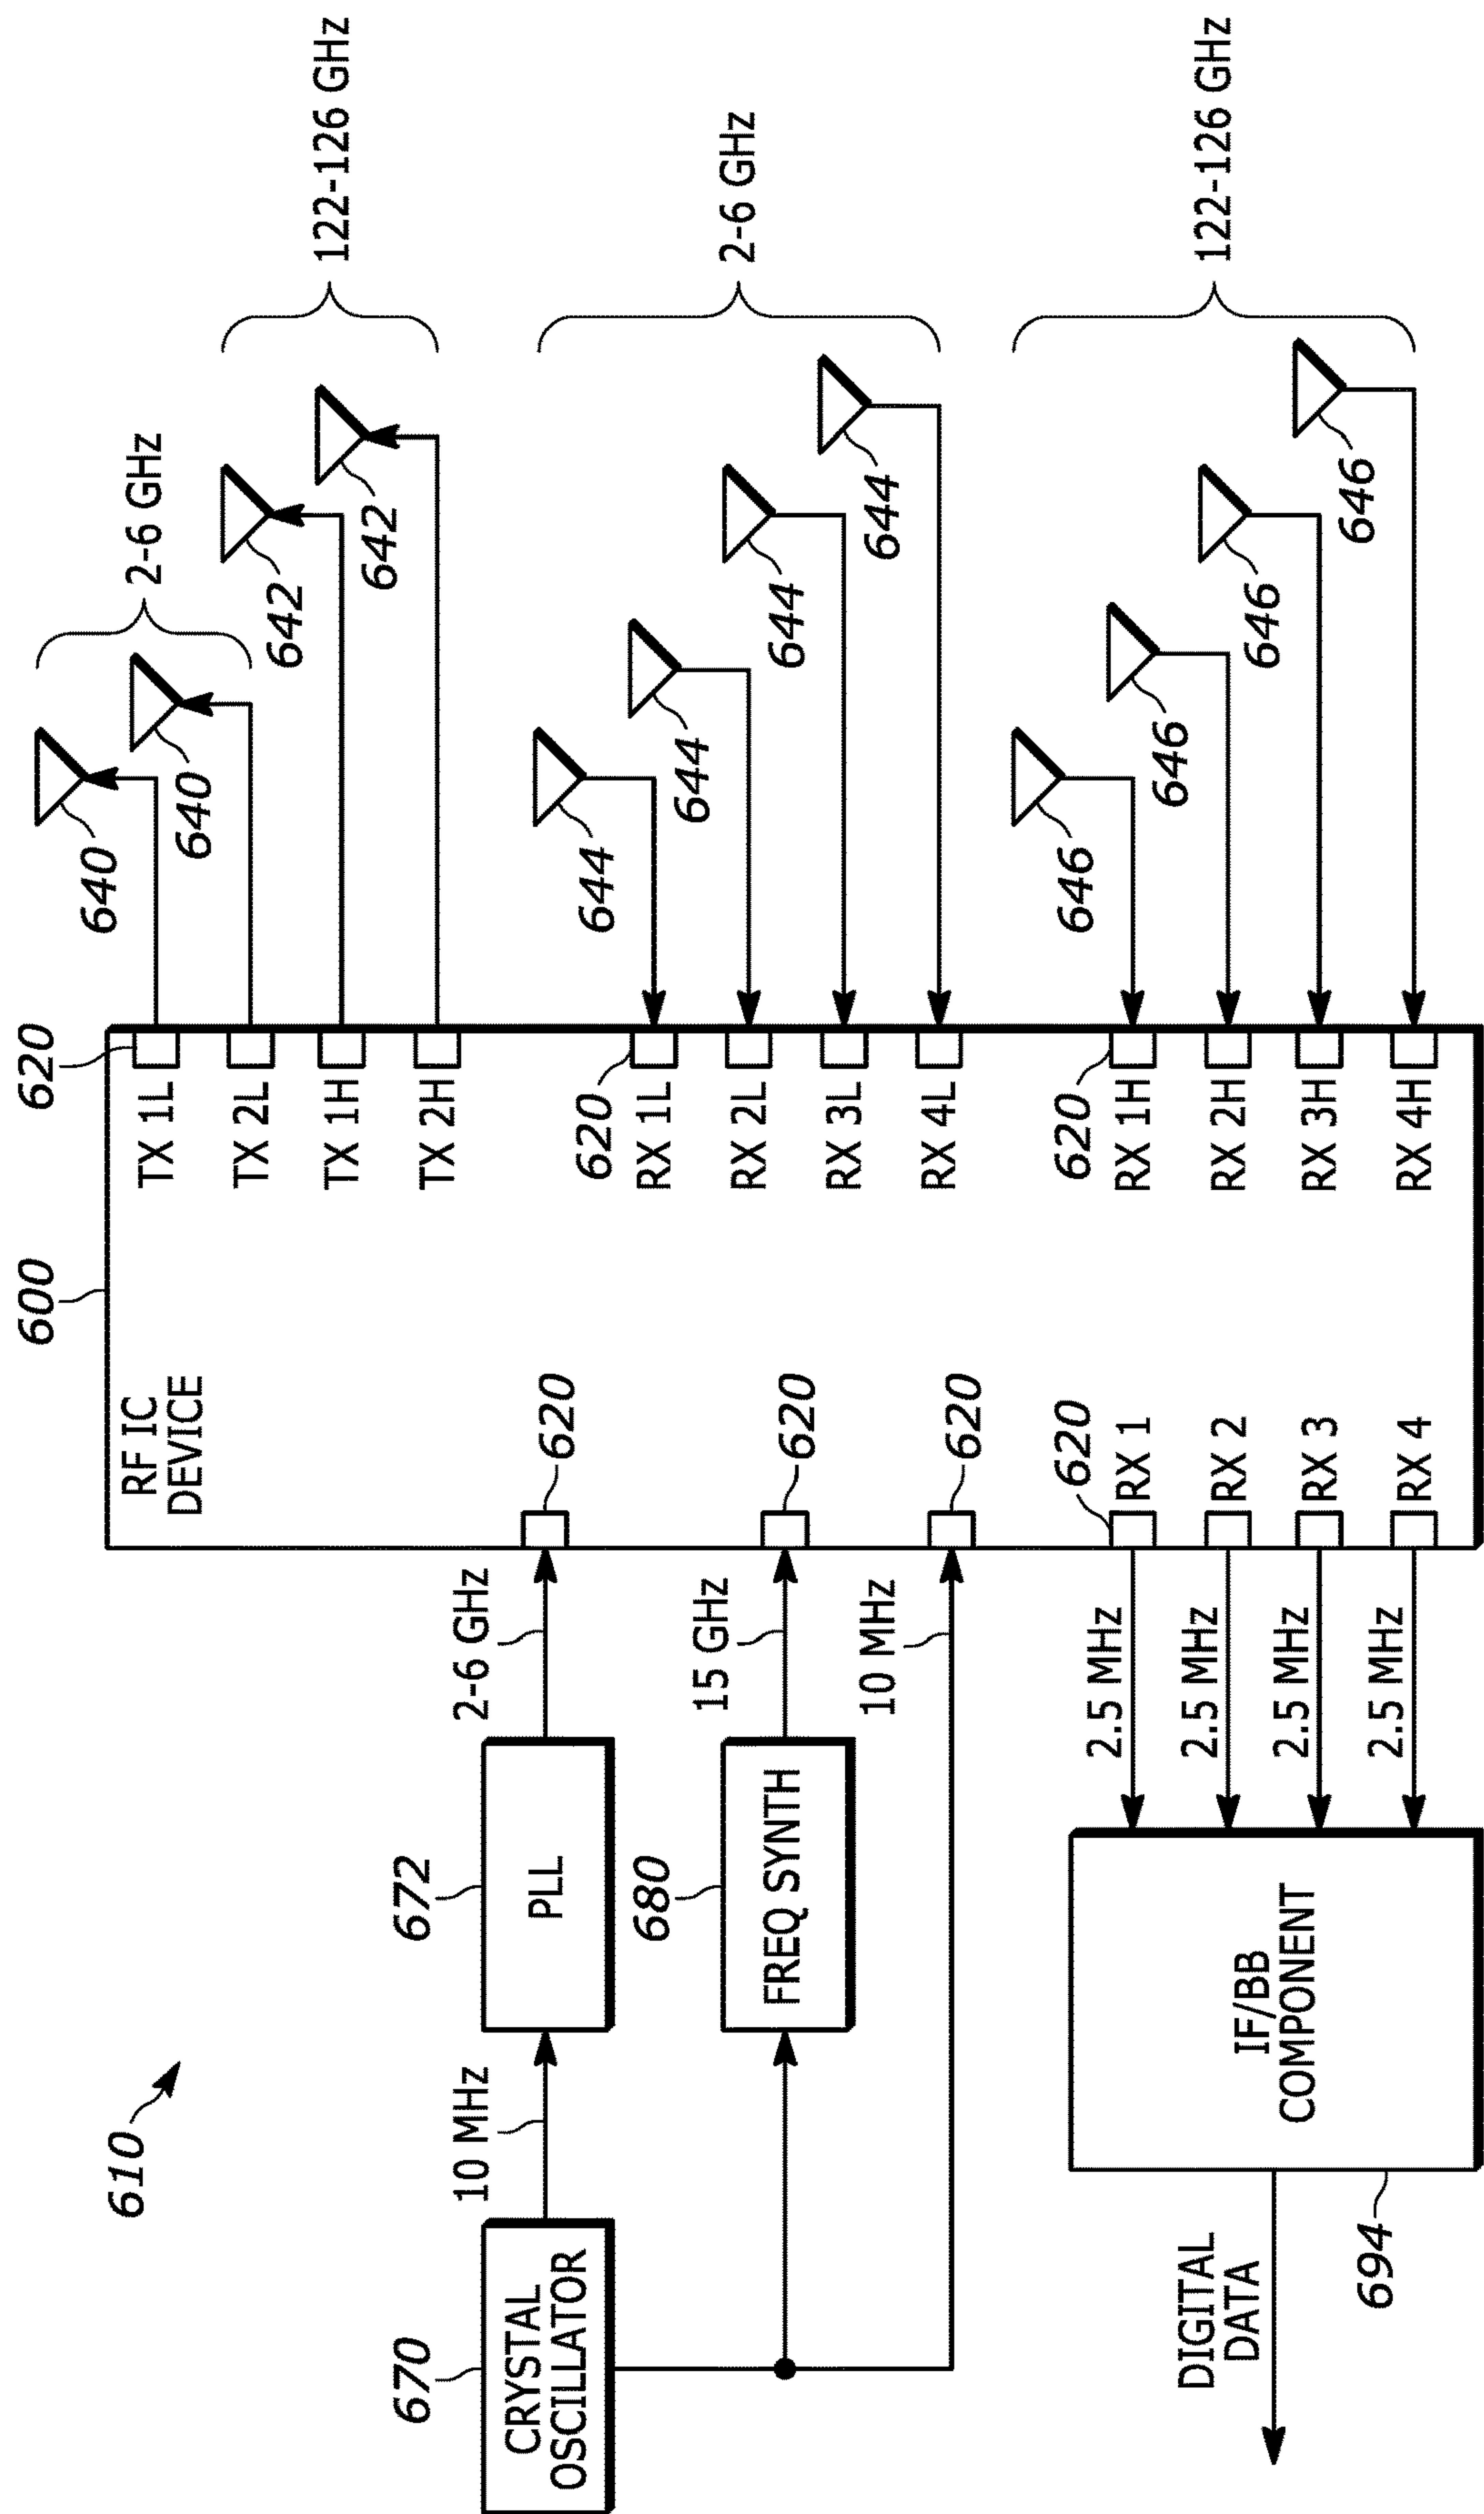 610
670
CRYSTAL
OSCILLATOR
10 MHz
672
PLL
2-6 GHz
680
FREQ SYNTH
15 GHz
10 MHz
620
620
620
600
RF IC
DEVICE
620
TX 1L
TX 2L
TX 1H
TX 2H
640
640
2-6 GHz
642
642
122-126 GHz
620
RX 1L
RX 2L
RX 3L
RX 4L
644
644
644
644
2-6 GHz
620
RX 1H
RX 2H
RX 3H
RX 4H
646
646
646
646
122-126 GHz
620
RX 1
RX 2
RX 3
RX 4
2.5 MHz
2.5 MHz
2.5 MHz
2.5 MHz
IF/BB
COMPONENT
694
DIGITAL
DATA